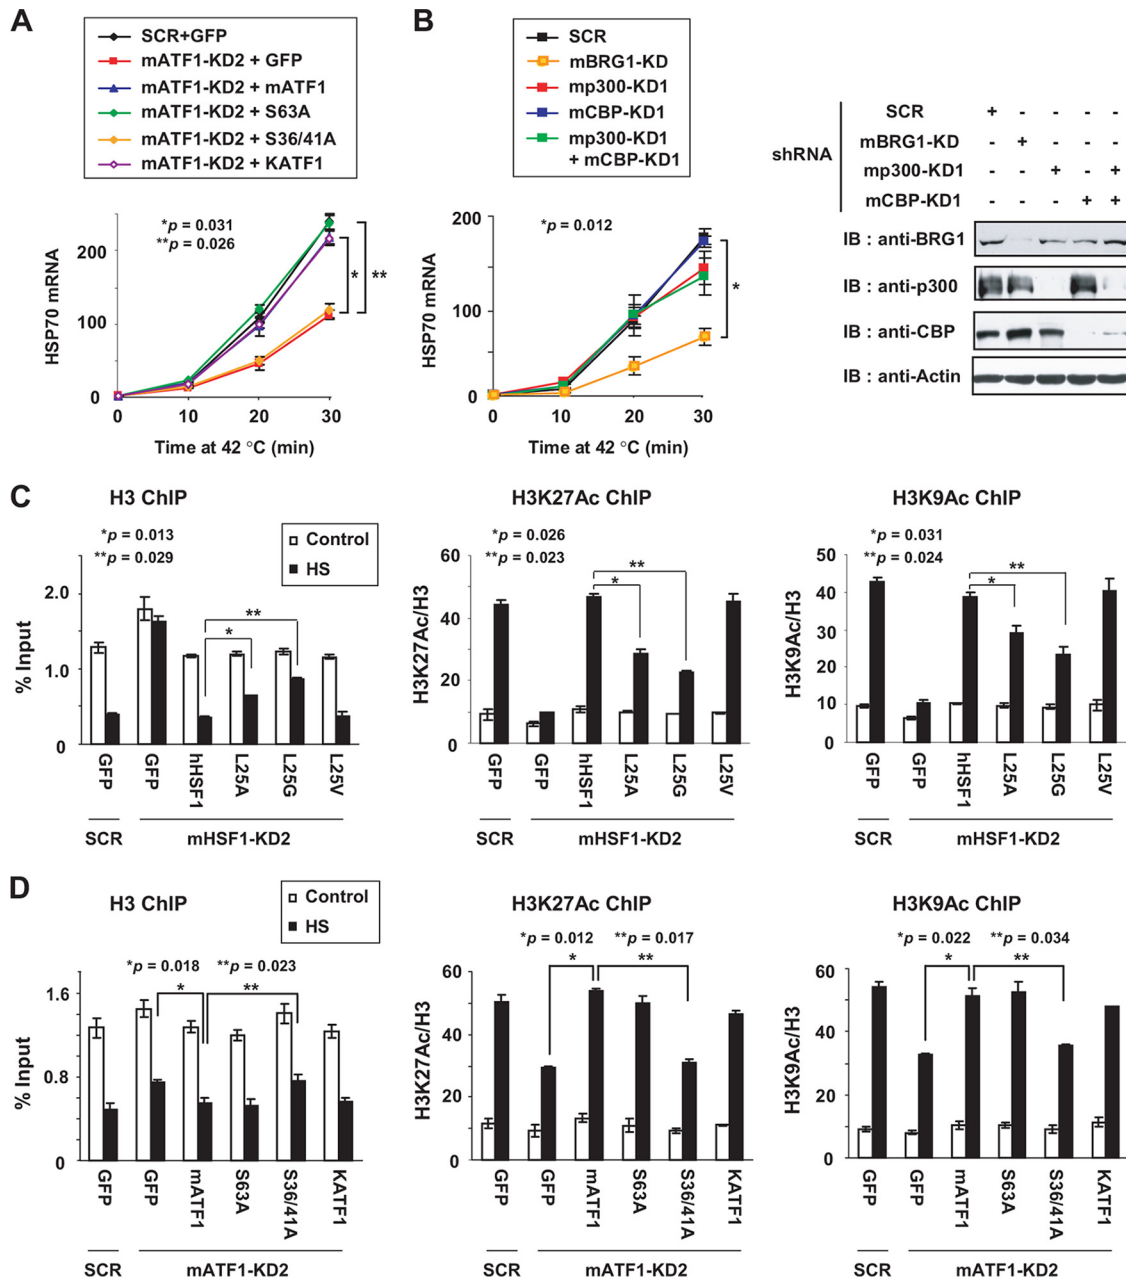 A
SCR+GFP
mATF1-KD2 + GFP
mATF1-KD2 + mATF1
mATF1-KD2 + S63A
mATF1-KD2 + S36/41A
mATF1-KD2 + KATF1
*p = 0.031
**p = 0.026
HSP70 mRNA
200
100
0
* **
0 10 20 30
Time at 42 °C (min)
B
SCR
mBRG1-KD
mp300-KD1
mCBP-KD1
mp300-KD1
+ mCBP-KD1
*p = 0.012
HSP70 mRNA
200
100
0
*
0 10 20 30
Time at 42 °C (min)
shRNA
SCR + - - - -
mBRG1-KD - + - - -
mp300-KD1 - - + - +
mCBP-KD1 - - - + +
IB : anti-BRG1
IB : anti-p300
IB : anti-CBP
IB : anti-Actin
C
H3 ChIP
*p = 0.013
**p = 0.029
Control
HS
% Input
2.0
1.0
0
* **
GFP GFP hHSF1 L25A L25G L25V
SCR mHSF1-KD2
H3K27Ac ChIP
*p = 0.026
**p = 0.023
H3K27Ac/H3
60
40
20
0
* **
GFP GFP hHSF1 L25A L25G L25V
SCR mHSF1-KD2
H3K9Ac ChIP
*p = 0.031
**p = 0.024
H3K9Ac/H3
50
40
30
20
10
0
* **
GFP GFP hHSF1 L25A L25G L25V
SCR mHSF1-KD2
D
H3 ChIP
Control
HS
*p = 0.018 **p = 0.023
% Input
1.6
0.8
0
* **
GFP GFP mATF1 S63A S36/41A KATF1
SCR mATF1-KD2
H3K27Ac ChIP
*p = 0.012 **p = 0.017
H3K27Ac/H3
60
40
20
0
* **
GFP GFP mATF1 S63A S36/41A KATF1
SCR mATF1-KD2
H3K9Ac ChIP
*p = 0.022 **p = 0.034
H3K9Ac/H3
60
40
20
0
* **
GFP GFP mATF1 S63A S36/41A KATF1
SCR mATF1-KD2